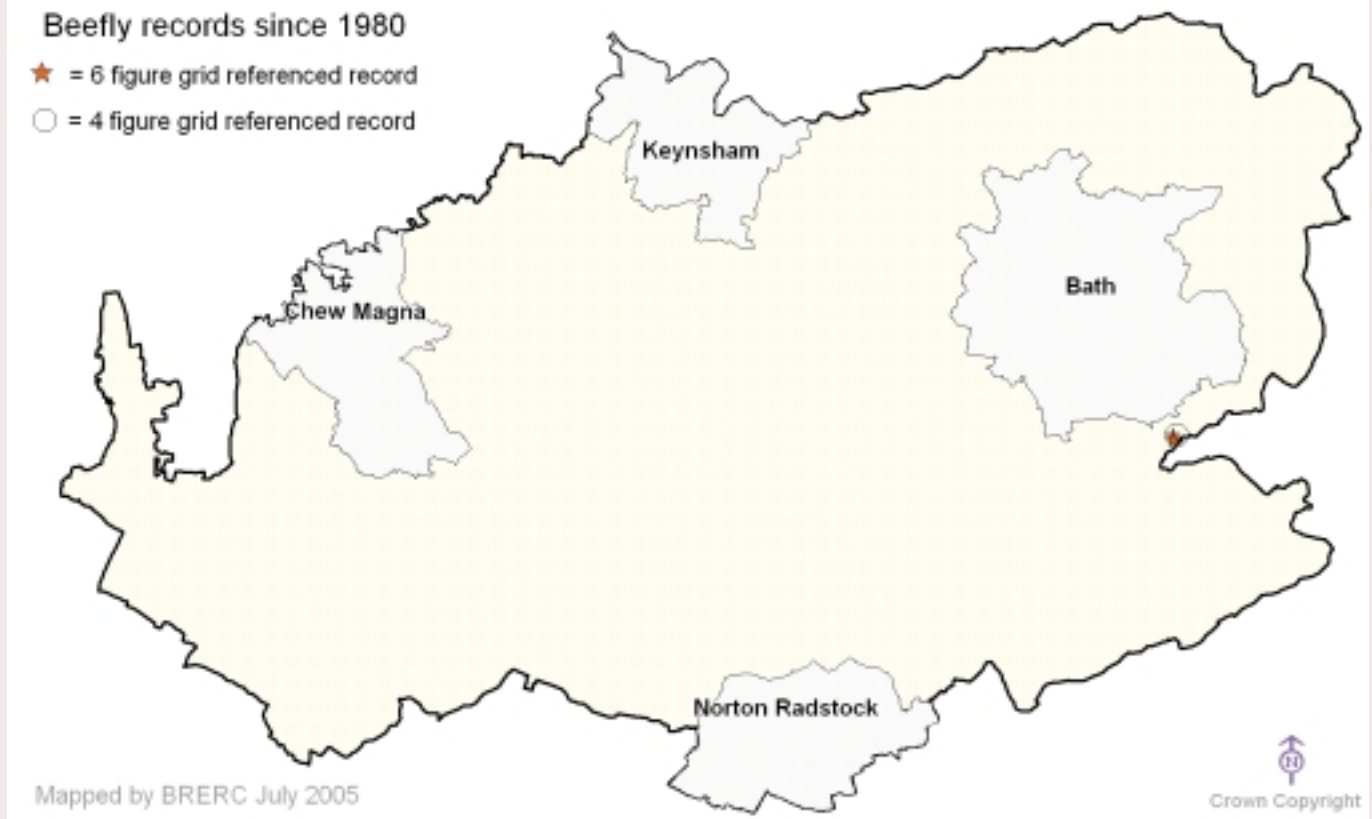 Beefly records since 1980
= 6 figure grid referenced record
= 4 figure grid referenced record
Keynsham
Bath
Chew Magna
Norton Radstock
N
Mapped by BRERC July 2005
Crown Copyright